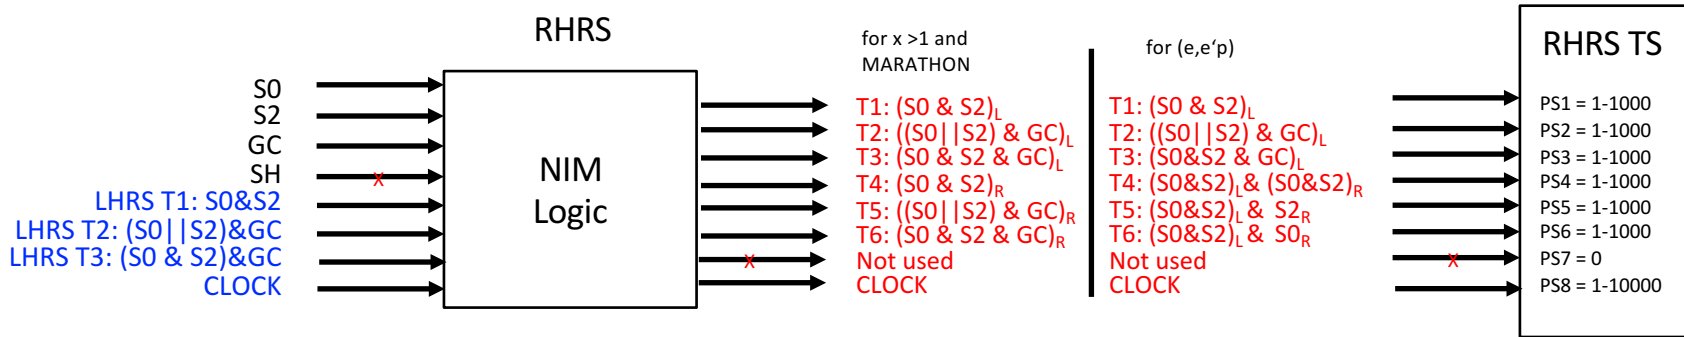 RHRS
S0
S2
GC
SH
X
LHRS T1: S0&S2
LHRS T2: (S0||S2)&GC
LHRS T3: (S0 & S2)&GC
CLOCK
NIM
Logic
X
for x >1 and
MARATHON
T1: (S0 & S2)L
T2: ((S0||S2) & GC)L
T3: (S0 & S2 & GC)L
T4: (S0 & S2)R
T5: ((S0||S2) & GC)R
T6: (S0 & S2 & GC)R
Not used
CLOCK
for (e,e‘p)
T1: (S0 & S2)L
T2: ((S0||S2) & GC)L
T3: (S0&S2 & GC)L
T4: (S0&S2)L& (S0&S2)R
T5: (S0&S2)L& S2R
T6: (S0&S2)L& S0R
Not used
CLOCK
X
RHRS TS
PS1 = 1-1000
PS2 = 1-1000
PS3 = 1-1000
PS4 = 1-1000
PS5 = 1-1000
PS6 = 1-1000
PS7 = 0
PS8 = 1-10000